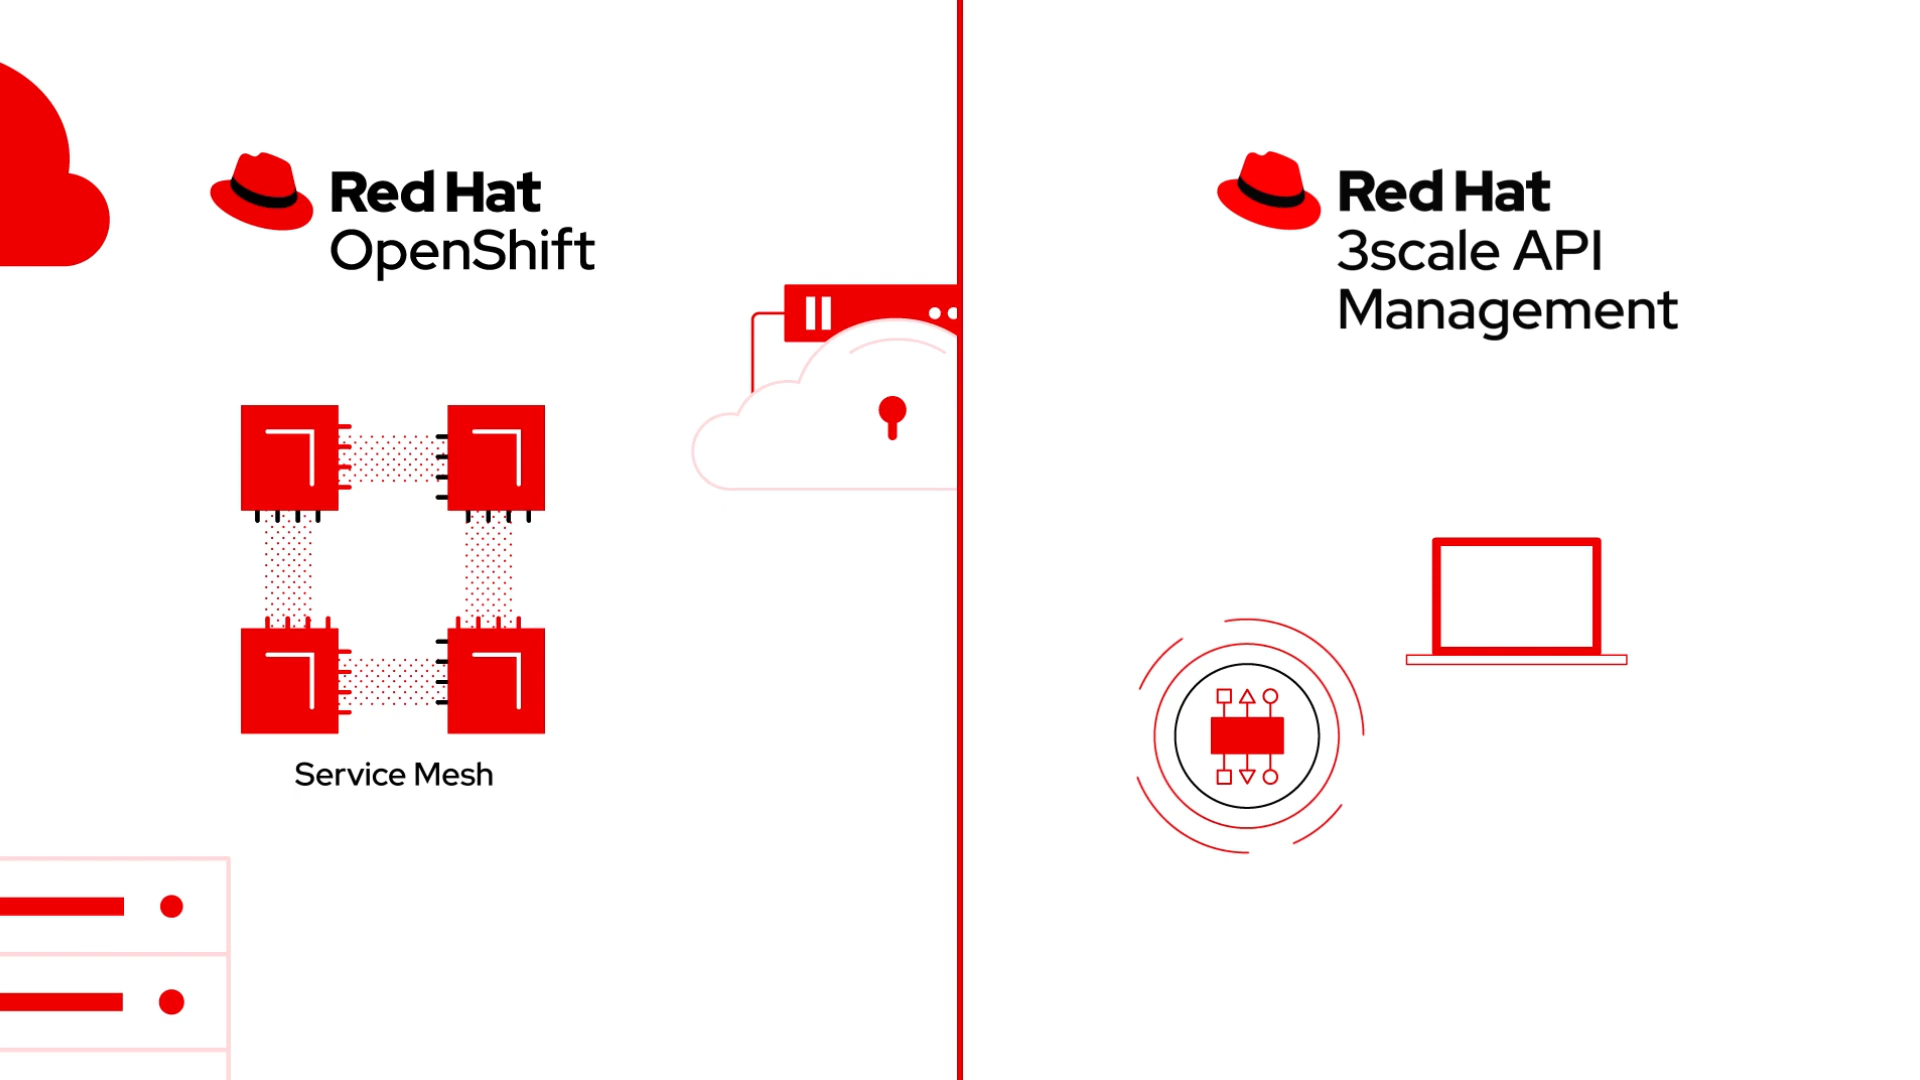 Red Hat
OpenShift
Service Mesh
Red Hat
3scale API
Management